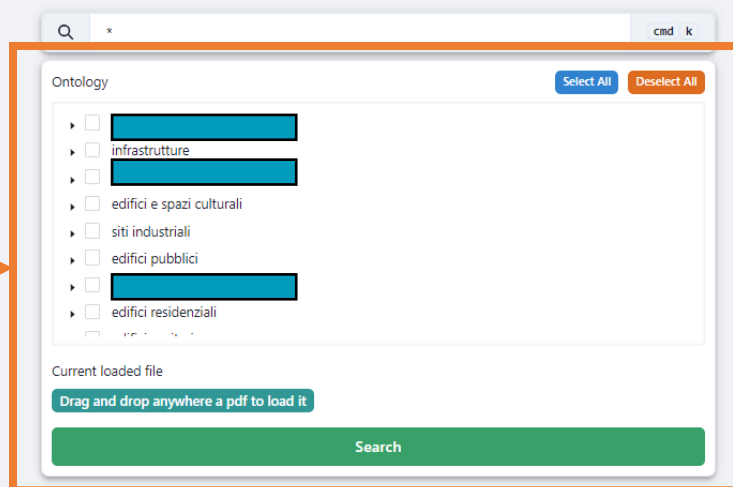 * cmd k
Ontology Select All Deselect All
infrastrutture
edifici e spazi culturali
siti industriali
edifici pubblici
edifici residenziali
Current loaded file
Drag and drop anywhere a pdf to load it
Search